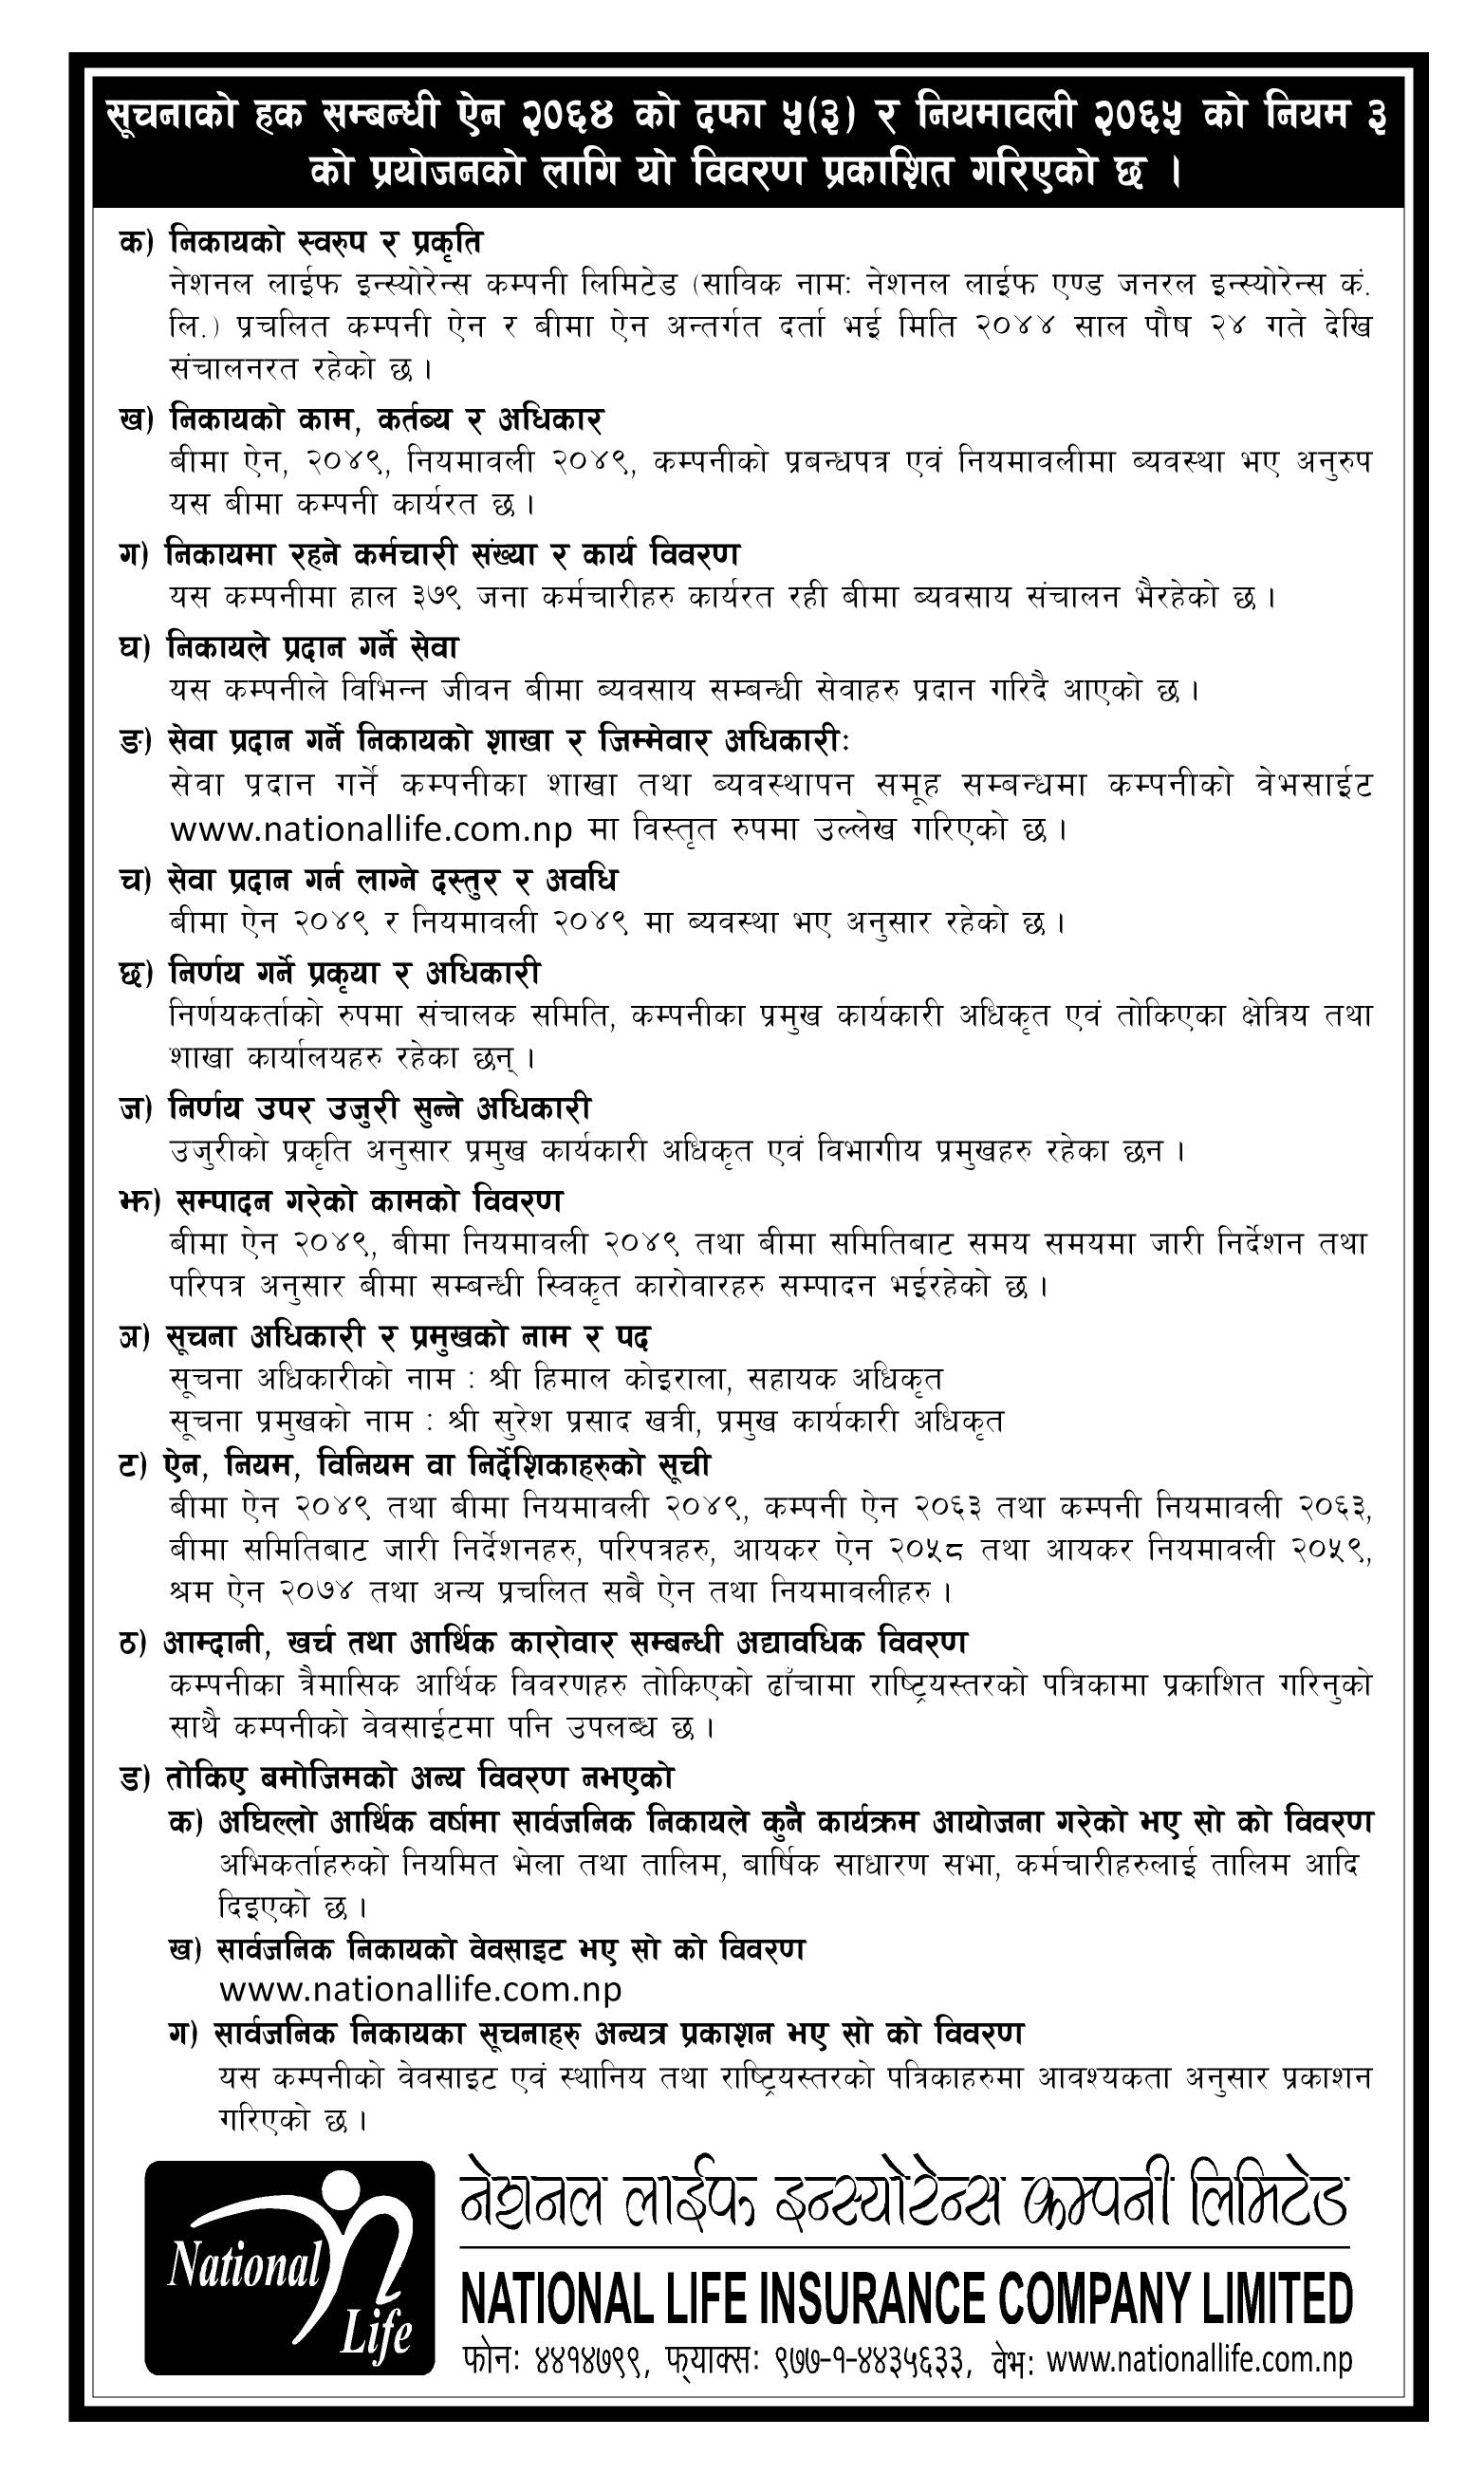 सूचनाको हक सम्बन्धी ऐन २०६४ को दफा ५(३) र नियमावली २०६५ को नियम ३
को प्रयोजनको लागि यो विवरण प्रकाशित गरिएको छ ।
क) निकायको स्वरुप र प्रकृति
नेशनल लाईफ इन्स्योरेन्स कम्पनी लिमिटेड (साविक नामः नेशनल लाईफ एण्ड जनरल इन्स्योरेन्स कं.
लि.) प्रचलित कम्पनी ऐन र बीमा ऐन अन्तर्गत दर्ता भई मिति २०४४ साल पौष २४ गते देखि
संचालनरत रहेको छ ।
ख) निकायको काम, कर्तब्य र अधिकार
बीमा ऐन, २०४९, नियमावली २०४९, कम्पनीको प्रबन्धपत्र एवं नियमावलीमा ब्यवस्था भए अनुरुप
यस बीमा कम्पनी कार्यरत छ ।
ग) निकायमा रहने कर्मचारी संख्या र कार्य विवरण
यस कम्पनीमा हाल ३७९ जना कर्मचारीहरु कार्यरत रही बीमा ब्यवसाय संचालन भैरहेको छ ।
घ) निकायले प्रदान गर्ने सेवा
यस कम्पनीले विभिन्न जीवन बीमा ब्यवसाय सम्बन्धी सेवाहरु प्रदान गरिदै आएको छ ।
ङ) सेवा प्रदान गर्ने निकायको शाखा र जिम्मेवार अधिकारीः
सेवा प्रदान गर्ने कम्पनीका शाखा तथा ब्यवस्थापन समूह सम्बन्धमा कम्पनीको वेभसाईट
www.nationallife.com.np मा विस्तृत रुपमा उल्लेख गरिएको छ ।
च) सेवा प्रदान गर्न लाग्ने दस्तुर र अवधि
बीमा ऐन २०४९ र नियमावली २०४९ मा ब्यवस्था भए अनुसार रहेको छ ।
छ) निर्णय गर्ने प्रकृया र अधिकारी
निर्णयकर्ताको रुपमा संचालक समिति, कम्पनीका प्रमुख कार्यकारी अधिकृत एवं तोकिएका क्षेत्रिय तथा
शाखा कार्यालयहरु रहेका छन् ।
ज) निर्णय उपर उजुरी सुन्ने अधिकारी
उजुरीको प्रकृति अनुसार प्रमुख कार्यकारी अधिकृत एवं विभागीय प्रमुखहरु रहेका छन ।
झ) सम्पादन गरेको कामको विवरण
बीमा ऐन २०४९, बीमा नियमावली २०४९ तथा बीमा समितिबाट समय समयमा जारी निर्देशन तथा
परिपत्र अनुसार बीमा सम्बन्धी स्विकृत कारोवारहरु सम्पादन भईरहेको छ ।
ञ) सूचना अधिकारी र प्रमुखको नाम र पद
सूचना अधिकारीको नाम : श्री हिमाल कोइराला, सहायक अधिकृत
सूचना प्रमुखको नाम : श्री सुरेश प्रसाद खत्री, प्रमुख कार्यकारी अधिकृत
ट) ऐन, नियम, विनियम वा निर्देशिकाहरुको सूची
बीमा ऐन २०४९ तथा बीमा नियमावली २०४९, कम्पनी ऐन २०६३ तथा कम्पनी नियमावली २०६३,
बीमा समितिबाट जारी निर्देशनहरु, परिपत्रहरु, आयकर ऐन २०५८ तथा आयकर नियमावली २०५९,
श्रम ऐन २०७४ तथा अन्य प्रचलित सबै ऐन तथा नियमावलीहरु ।
ठ) आम्दानी, खर्च तथा आर्थिक कारोवार सम्बन्धी अद्यावधिक विवरण
कम्पनीका त्रैमासिक आर्थिक विवरणहरु तोकिएको ढाँचामा राष्ट्रियस्तरको पत्रिकामा प्रकाशित गरिनुको
साथै कम्पनीको वेवसाईटमा पनि उपलब्ध छ ।
ड) तोकिए बमोजिमको अन्य विवरण नभएको
क) अघिल्लो आर्थिक वर्षमा सार्वजनिक निकायले कुनै कार्यक्रम आयोजना गरेको भए सो को विवरण
अभिकर्ताहरुको नियमित भेला तथा तालिम, बार्षिक साधारण सभा, कर्मचारीहरुलाई तालिम आदि
दिइएको छ ।
ख) सार्वजनिक निकायको वेवसाइट भए सो को विवरण
www.nationallife.com.np
ग) सार्वजनिक निकायका सूचनाहरु अन्यत्र प्रकाशन भए सो को विवरण
यस कम्पनीको वेवसाइट एवं स्थानिय तथा राष्ट्रियस्तरको पत्रिकाहरुमा आवश्यकता अनुसार प्रकाशन
गरिएको छ ।
National
Life
नेशनल लाईफ इन्स्योरेन्स कम्पनी लिमिटेड
NATIONAL LIFE INSURANCE COMPANY LIMITED
फोनः ४४१४७९९, फ्याक्सः ९७७-१-४४३५६३३, वेभः www.nationallife.com.np